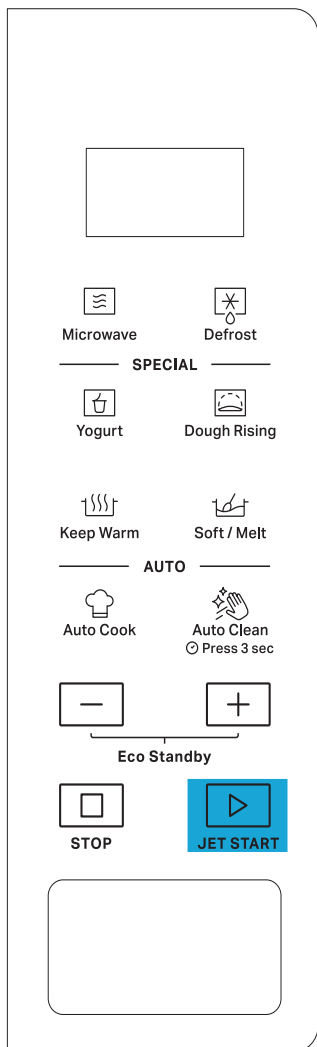 Microwave Defrost
SPECIAL
Yogurt Dough Rising
Keep Warm Soft / Melt
AUTO
Auto Cook Auto Clean
Press 3 sec
Eco Standby
STOP JET START